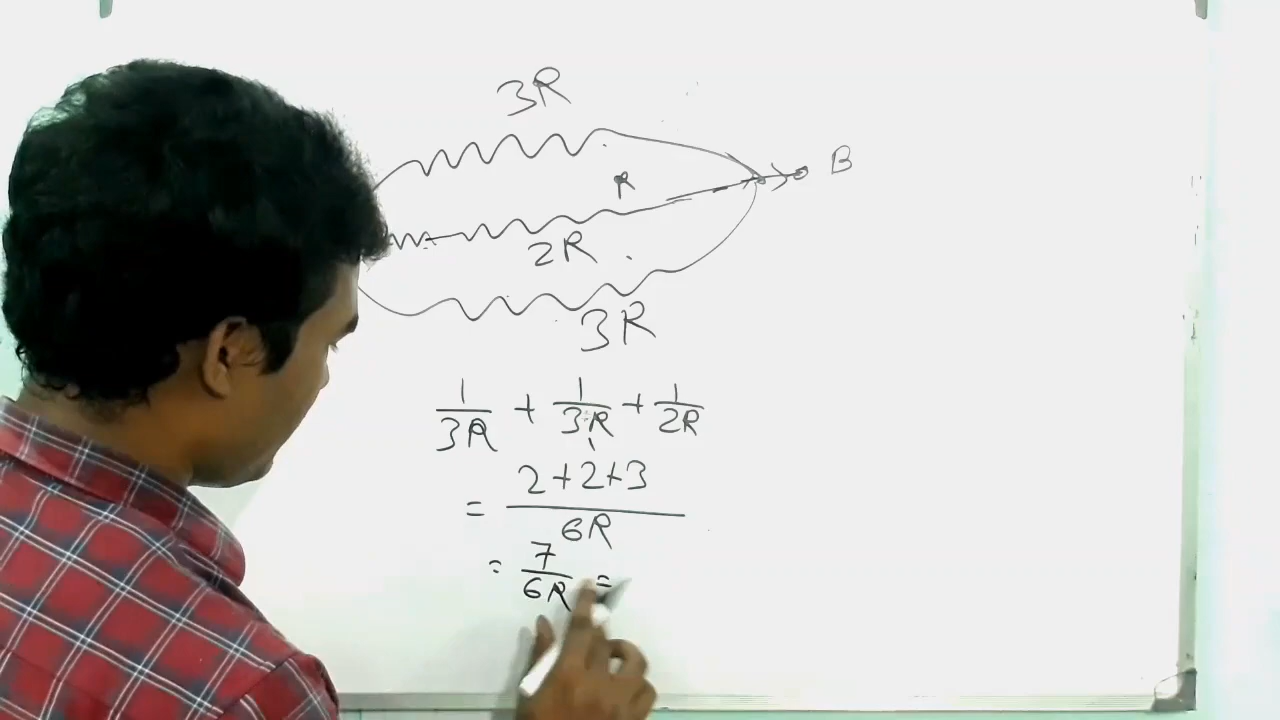 3R
B
R
2R
3R
1/3R + 1/3R + 1/2R
= 2+2+3/6R
= 7/6R =